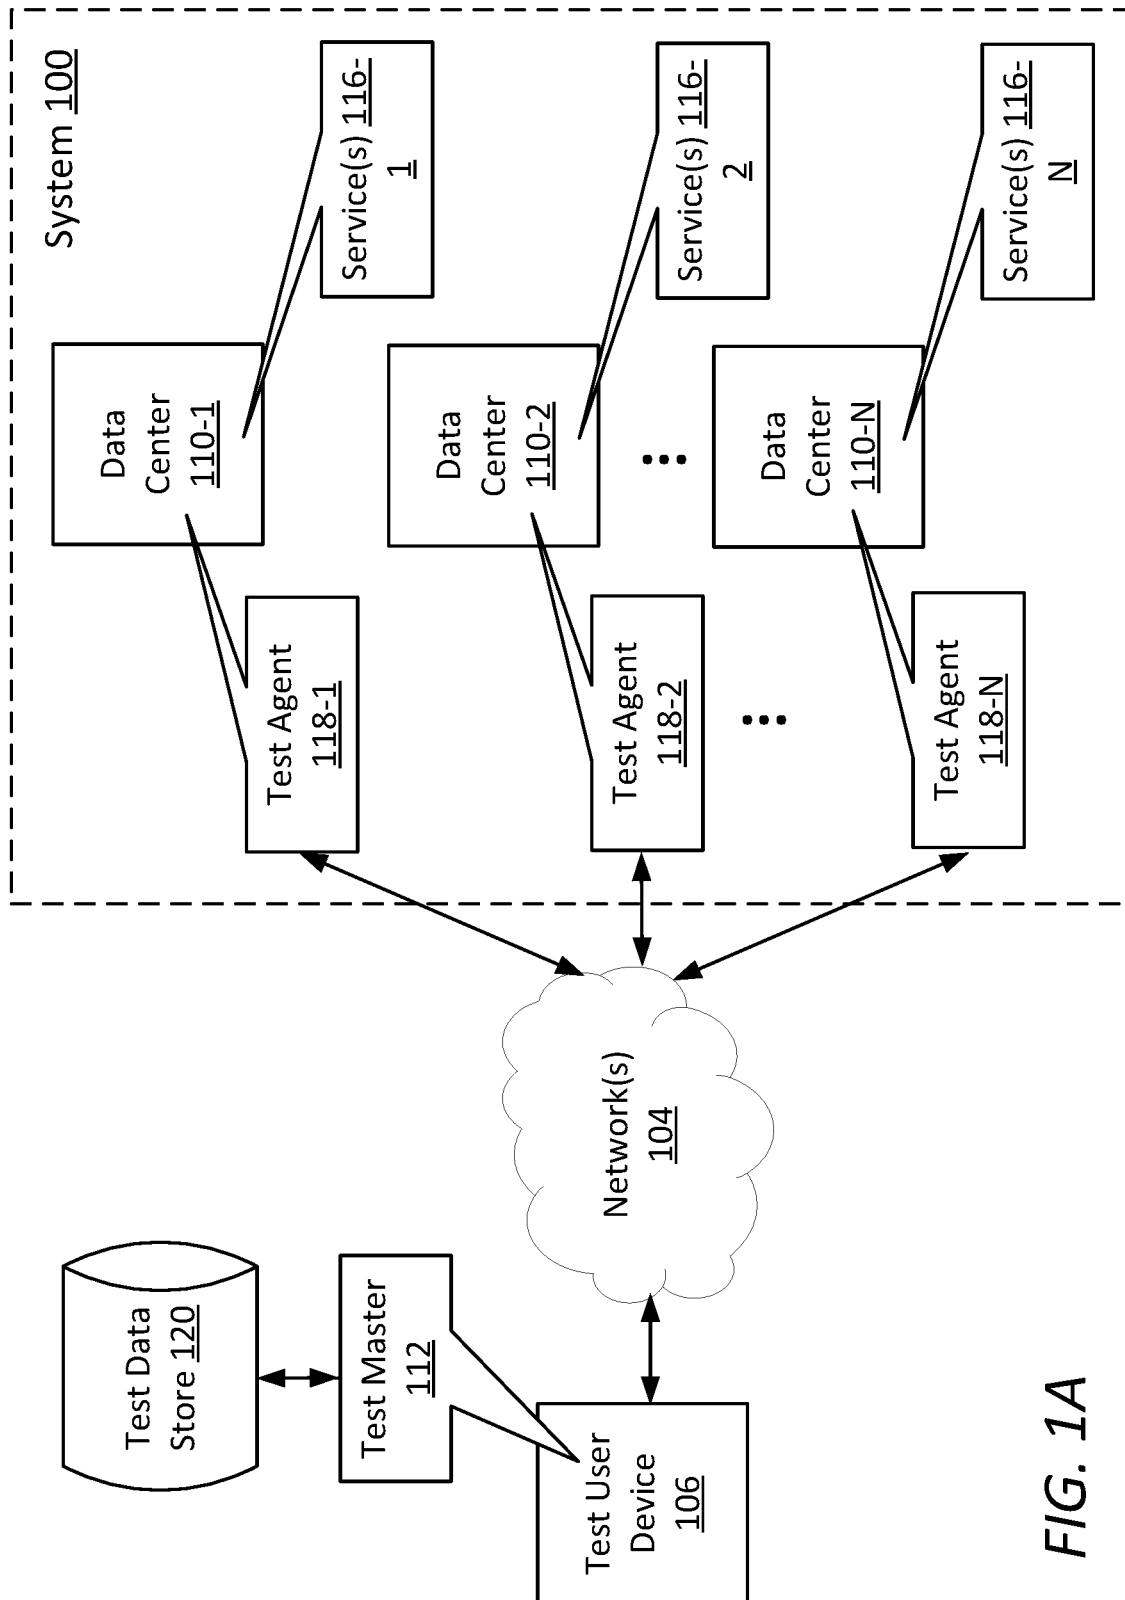 System 100
Test Data
Store 120
Test Master
112
Test User
Device
106
Network(s)
104
Test Agent
118-1
Data
Center
110-1
Service(s) 116-
1
Test Agent
118-2
Data
Center
110-2
Service(s) 116-
2
Test Agent
118-N
Data
Center
110-N
Service(s) 116-
N
FIG. 1A